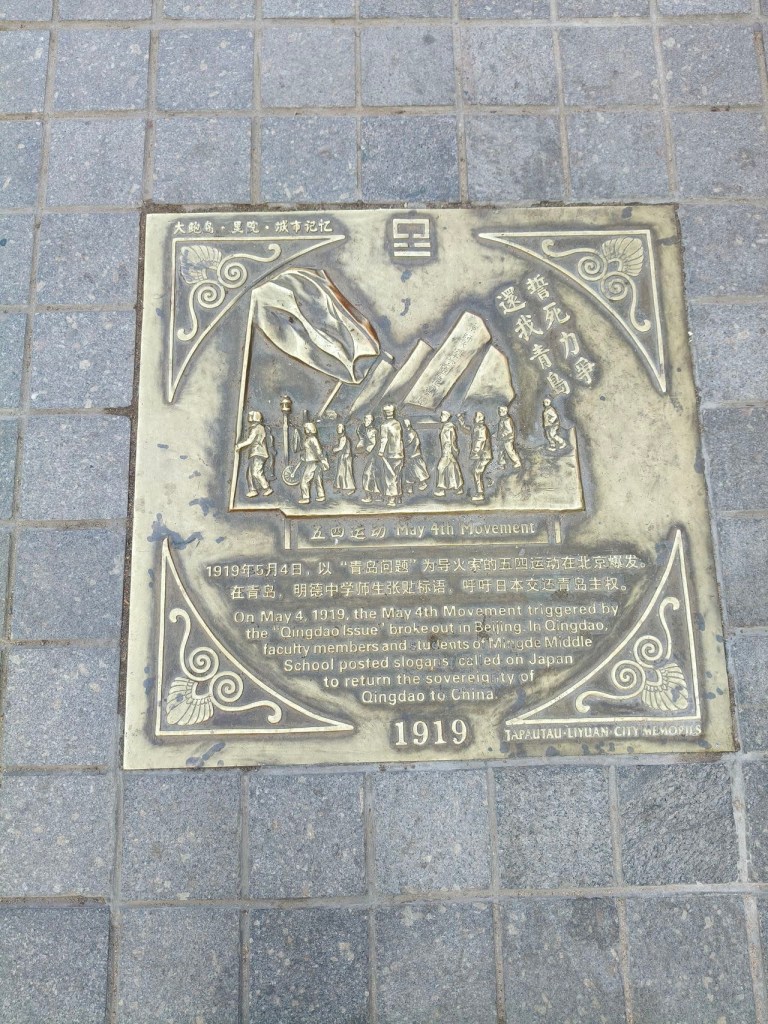 大鲍岛·里院·城市记忆
誓死力爭
還我青島
五四运动 May 4th Movement
1919年5月4日，以“青岛问题”为导火索的五四运动在北京爆发。
在青岛，明德中学师生张贴标语，呼吁日本交还青岛主权。
On May 4, 1919, the May 4th Movement triggered by
the "Qingdao Issue" broke out in Beijing. In Qingdao,
faculty members and students of Mingde Middle
School posted slogans, called on Japan
to return the sovereignty of
Qingdao to China.
1919
TAPAUTAU·LIYUAN·CITY MEMORIES